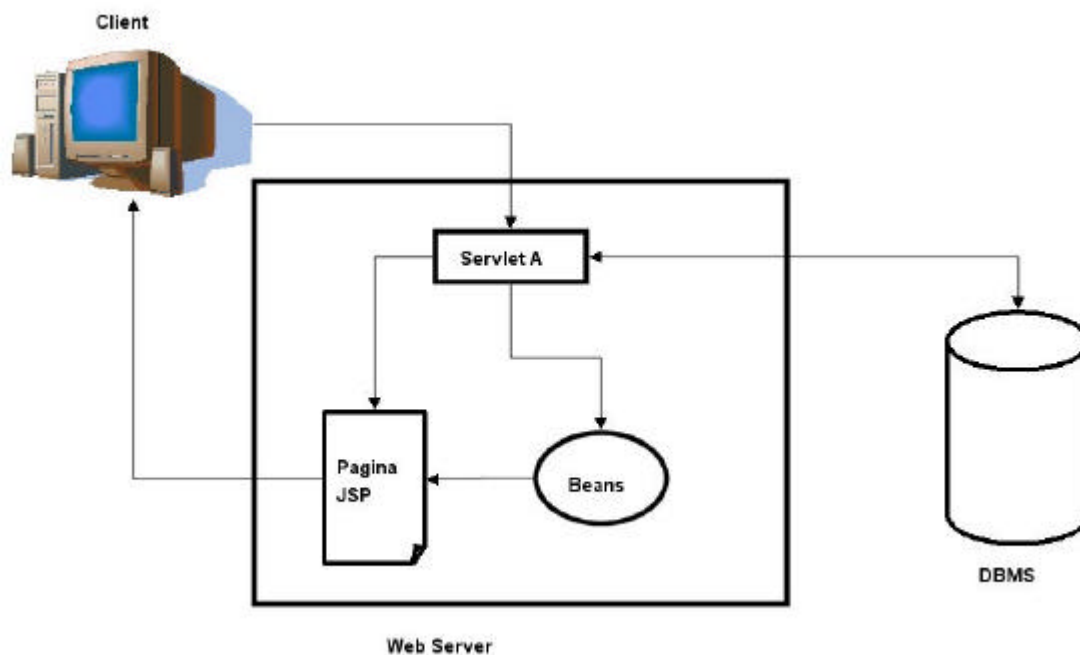 Client
Servlet A
Pagina
JSP
Beans
DBMS
Web Server